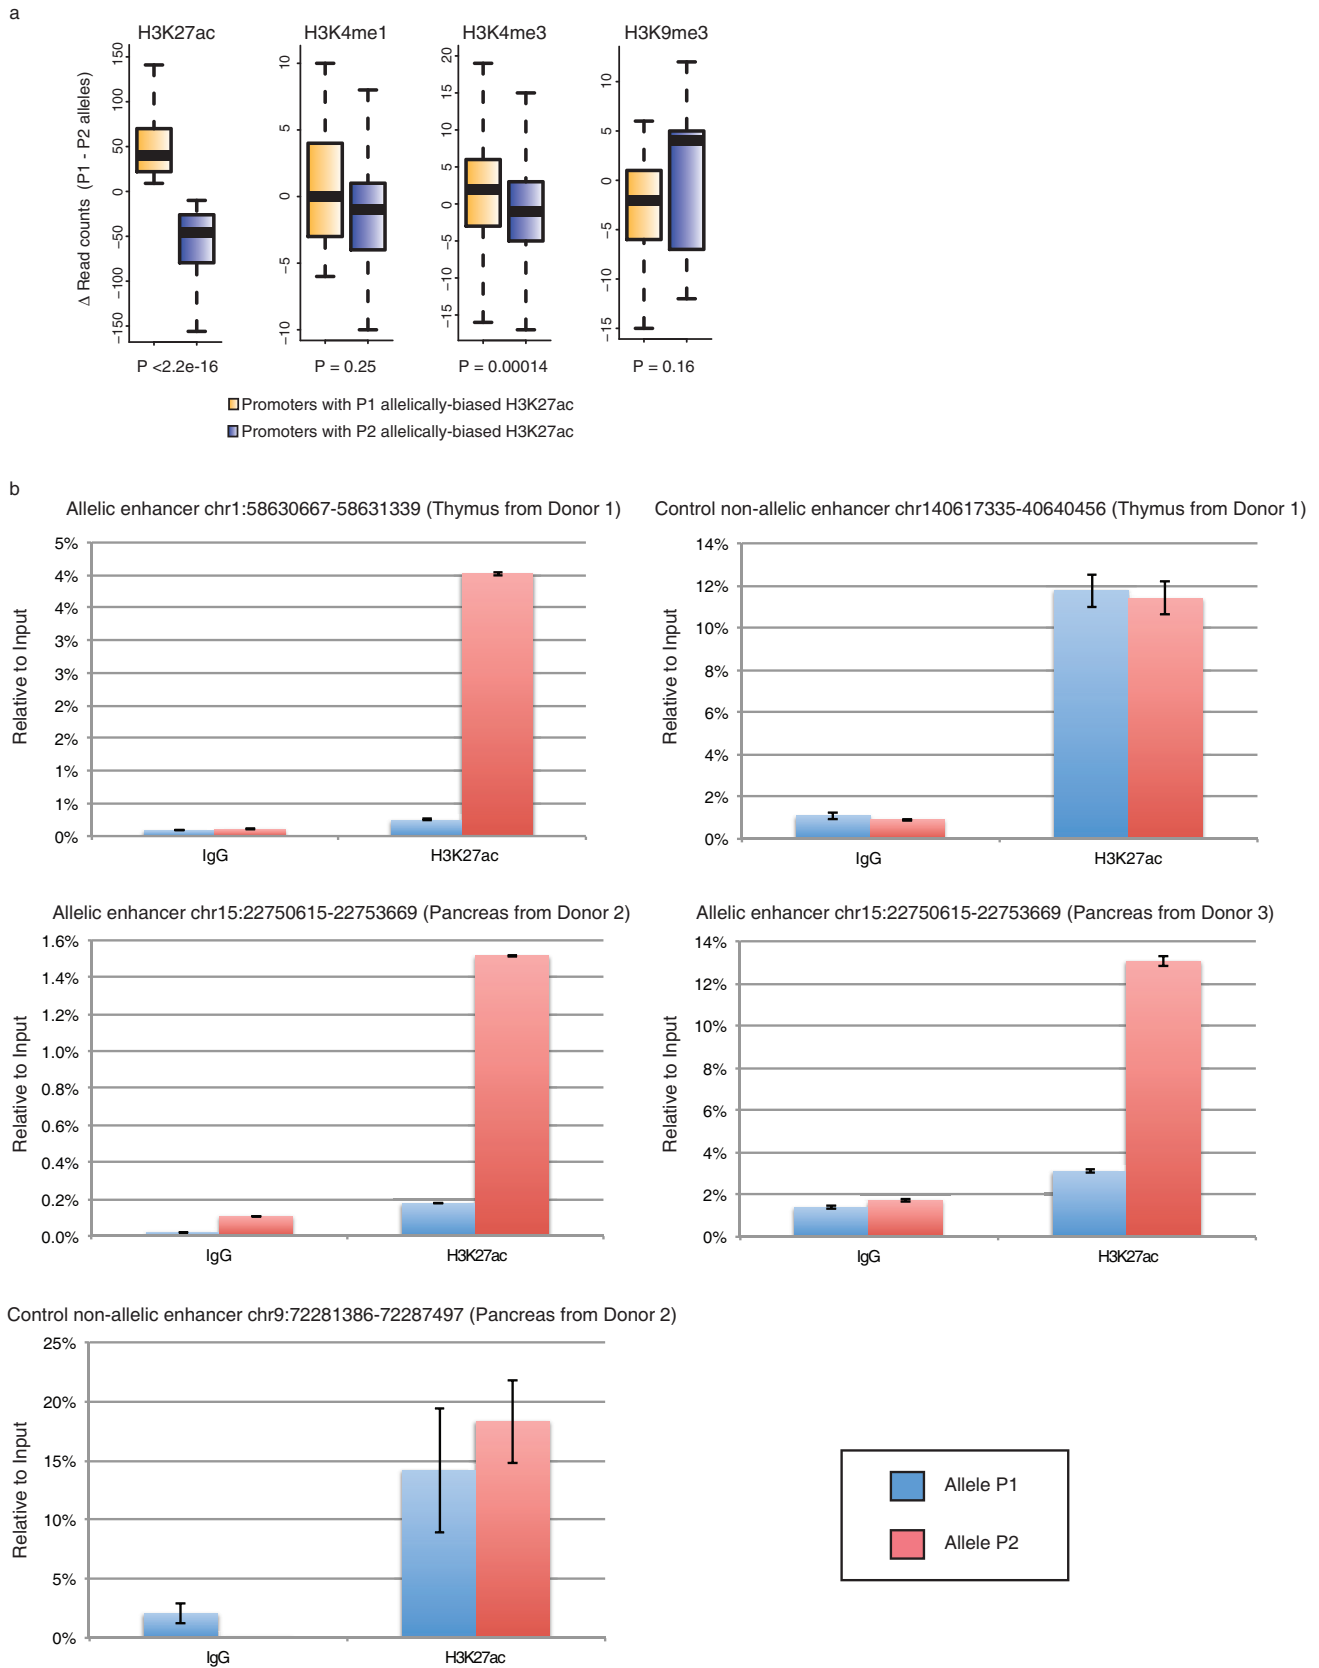 a
H3K27ac
H3K4me1
H3K4me3
H3K9me3
Δ Read counts (P1 - P2 alleles)
150
100
50
0
−50
−100
−150
10
5
0
−5
−10
20
15
10
5
0
−5
−10
−15
10
5
0
−5
−10
−15
P <2.2e-16
P = 0.25
P = 0.00014
P = 0.16
Promoters with P1 allelically-biased H3K27ac
Promoters with P2 allelically-biased H3K27ac
b
Allelic enhancer chr1:58630667-58631339 (Thymus from Donor 1)
Relative to Input
5%
4%
4%
3%
3%
2%
2%
1%
1%
0%
IgG
H3K27ac
Control non-allelic enhancer chr140617335-40640456 (Thymus from Donor 1)
Relative to Input
14%
12%
10%
8%
6%
4%
2%
0%
IgG
H3K27ac
Allelic enhancer chr15:22750615-22753669 (Pancreas from Donor 2)
Relative to Input
1.6%
1.4%
1.2%
1.0%
0.8%
0.6%
0.4%
0.2%
0.0%
IgG
H3K27ac
Allelic enhancer chr15:22750615-22753669 (Pancreas from Donor 3)
Relative to Input
14%
12%
10%
8%
6%
4%
2%
0%
IgG
H3K27ac
Control non-allelic enhancer chr9:72281386-72287497 (Pancreas from Donor 2)
Relative to Input
25%
20%
15%
10%
5%
0%
IgG
H3K27ac
Allele P1
Allele P2